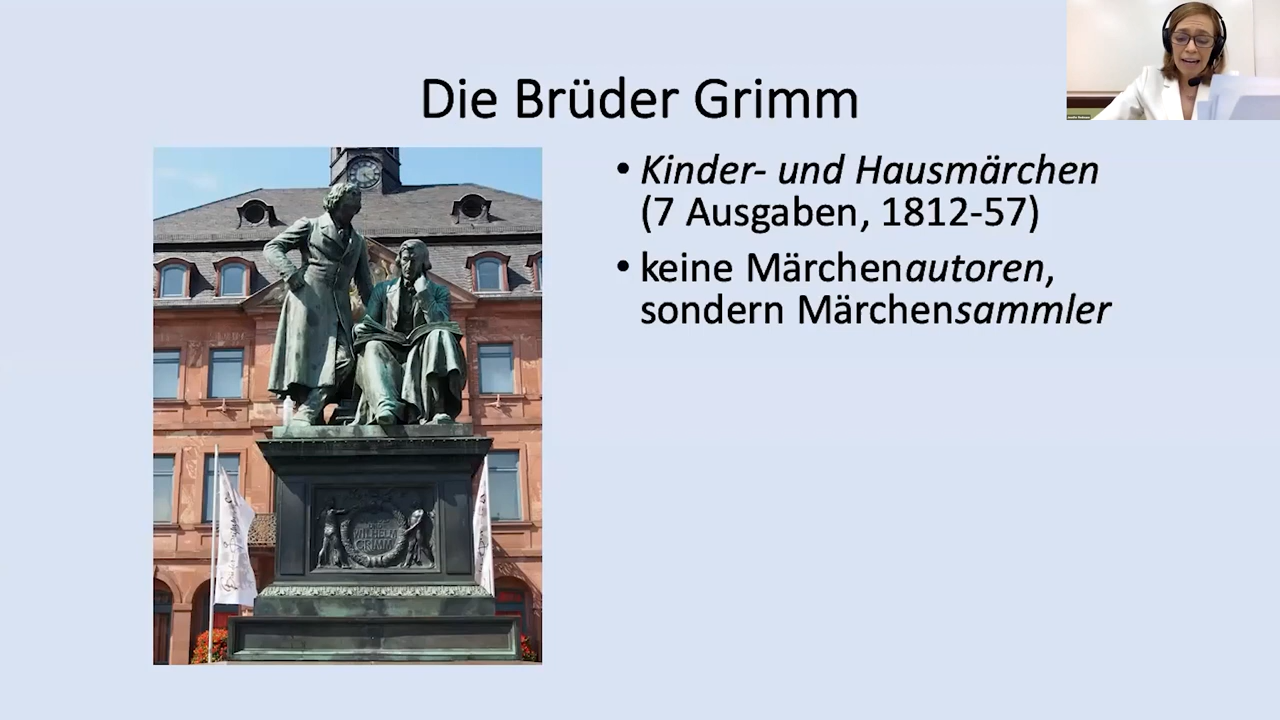 Die Brüder Grimm
• Kinder- und Hausmärchen
(7 Ausgaben, 1812-57)
• keine Märchenautoren,
sondern Märchensammler
WILHELM
GRIMM